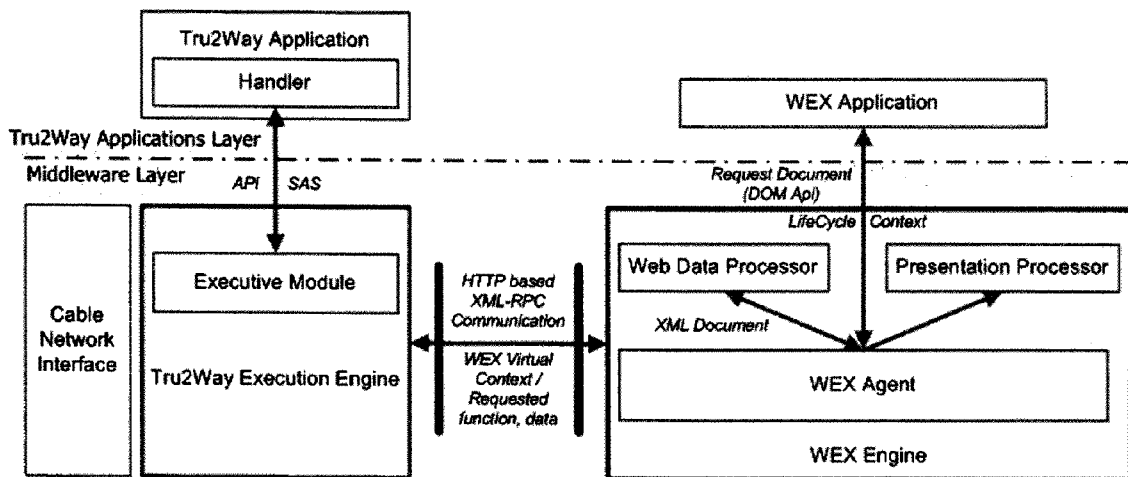 Tru2Way Application
Handler
WEX Application
Tru2Way Applications Layer
Middleware Layer
API
SAS
Request Document
(DOM Api)
LifeCycle
Context
Cable
Network
Interface
Executive Module
Tru2Way Execution Engine
HTTP based
XML-RPC
Communication
WEX Virtual
Context /
Requested
function, data
Web Data Processor
Presentation Processor
XML Document
WEX Agent
WEX Engine